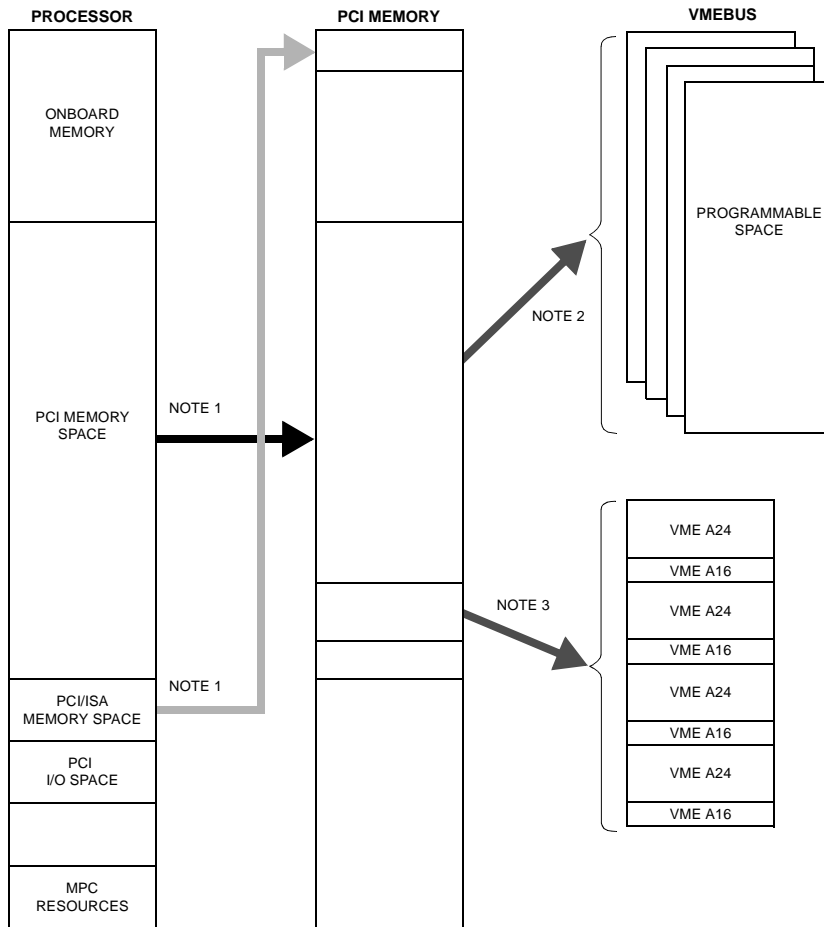 PROCESSOR
PCI MEMORY
VMEBUS
ONBOARD
MEMORY
PROGRAMMABLE
SPACE
NOTE 2
NOTE 1
PCI MEMORY
SPACE
VME A24
VME A16
NOTE 3
VME A24
VME A16
VME A24
VME A16
VME A24
VME A16
NOTE 1
PCI/ISA
MEMORY SPACE
PCI
I/O SPACE
MPC
RESOURCES